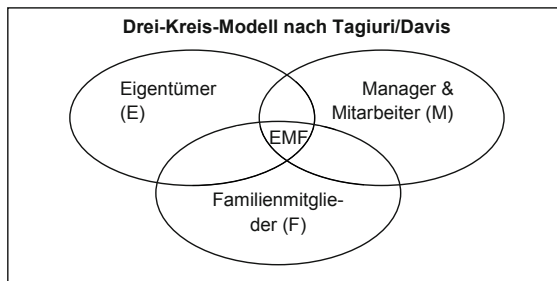 Drei-Kreis-Modell nach Tagiuri/Davis
Eigentümer
(E)
Manager &
Mitarbeiter (M)
EMF
Familienmitglie-
der (F)